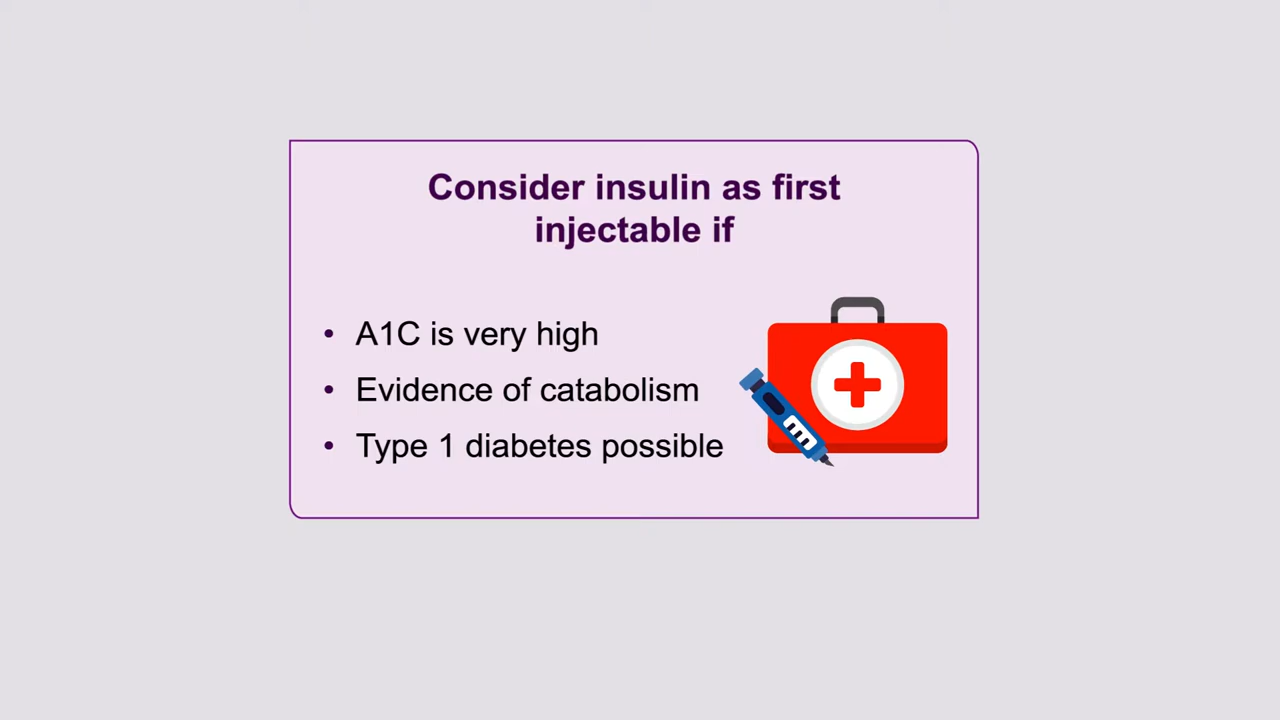 Consider insulin as first
injectable if
• A1C is very high
• Evidence of catabolism
• Type 1 diabetes possible